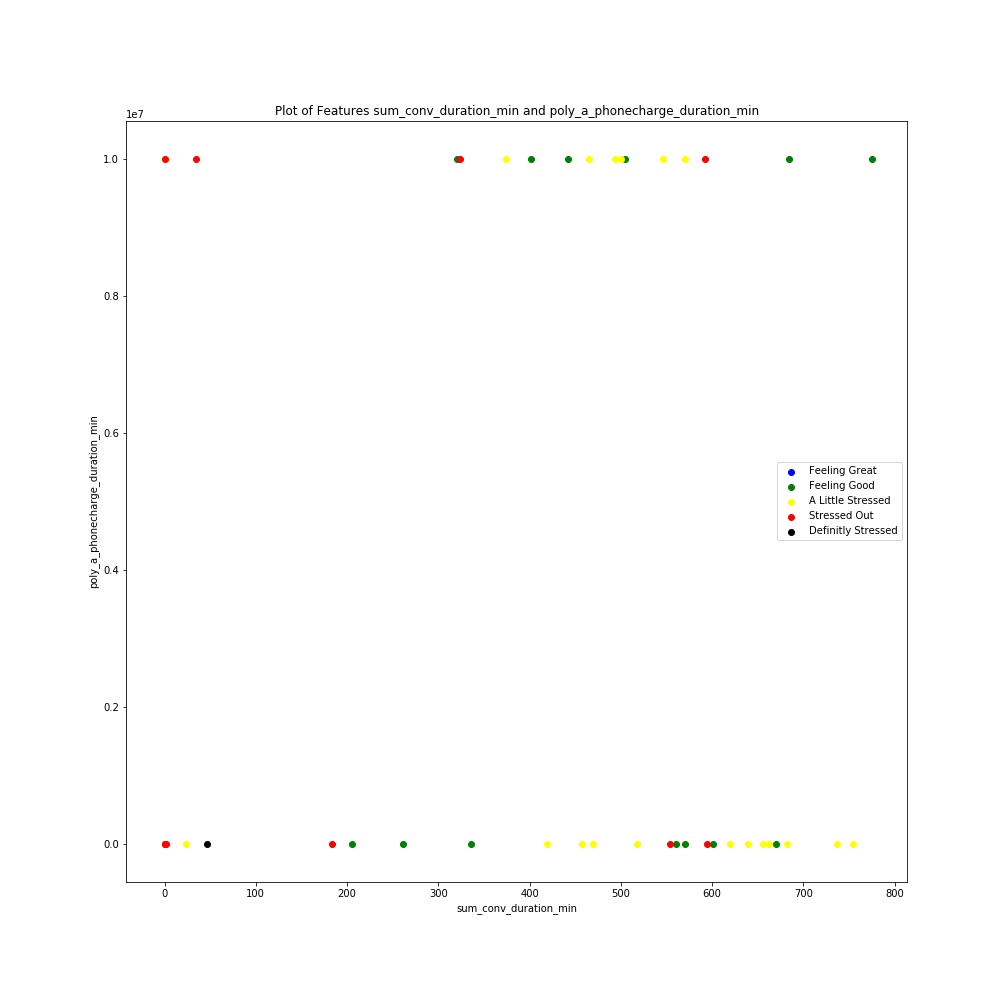 Plot of Features sum_conv_duration_min and poly_a_phonecharge_duration_min
1e7
1.0
0.8
0.6
0.4
0.2
0.0
poly_a_phonecharge_duration_min
Feeling Great
Feeling Good
A Little Stressed
Stressed Out
Definitly Stressed
0 100 200 300 400 500 600 700 800
sum_conv_duration_min